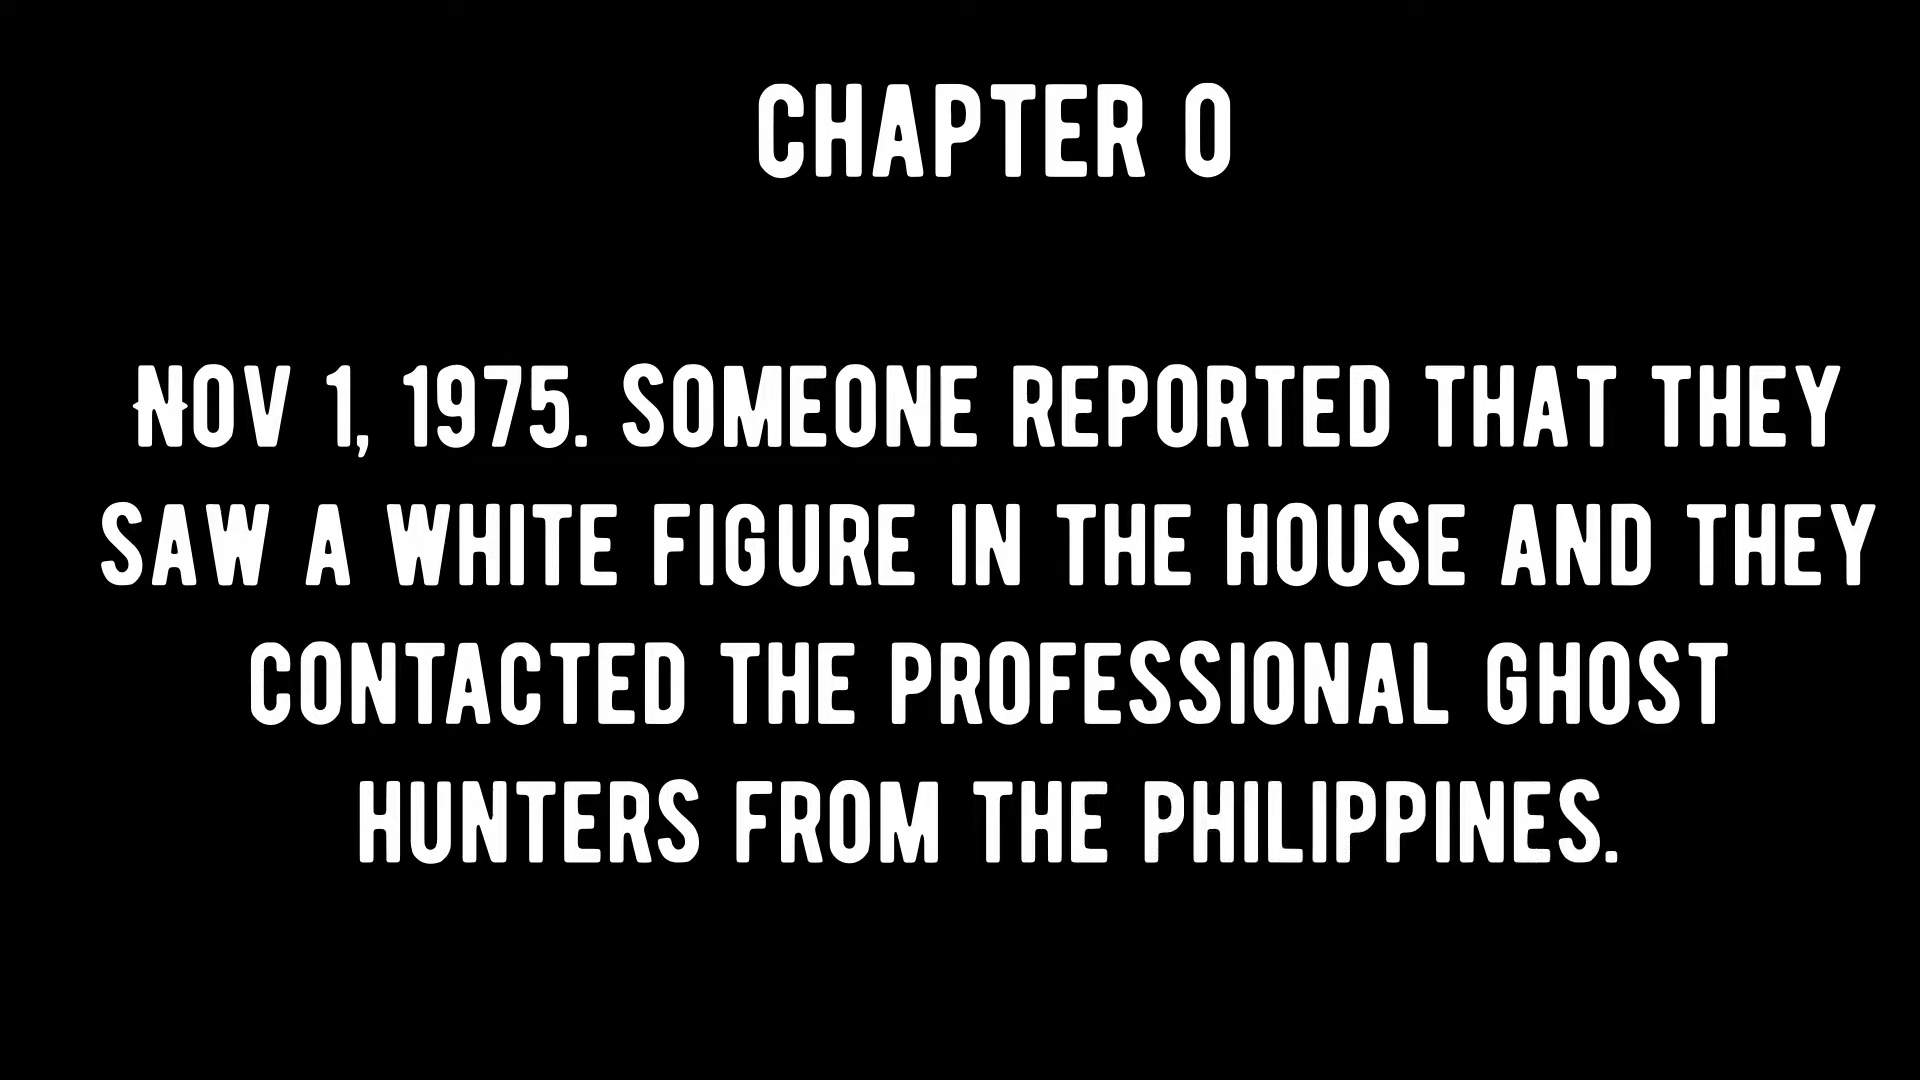 CHAPTER 0
NOV 1, 1975. SOMEONE REPORTED THAT THEY
SAW A WHITE FIGURE IN THE HOUSE AND THEY
CONTACTED THE PROFESSIONAL GHOST
HUNTERS FROM THE PHILIPPINES.